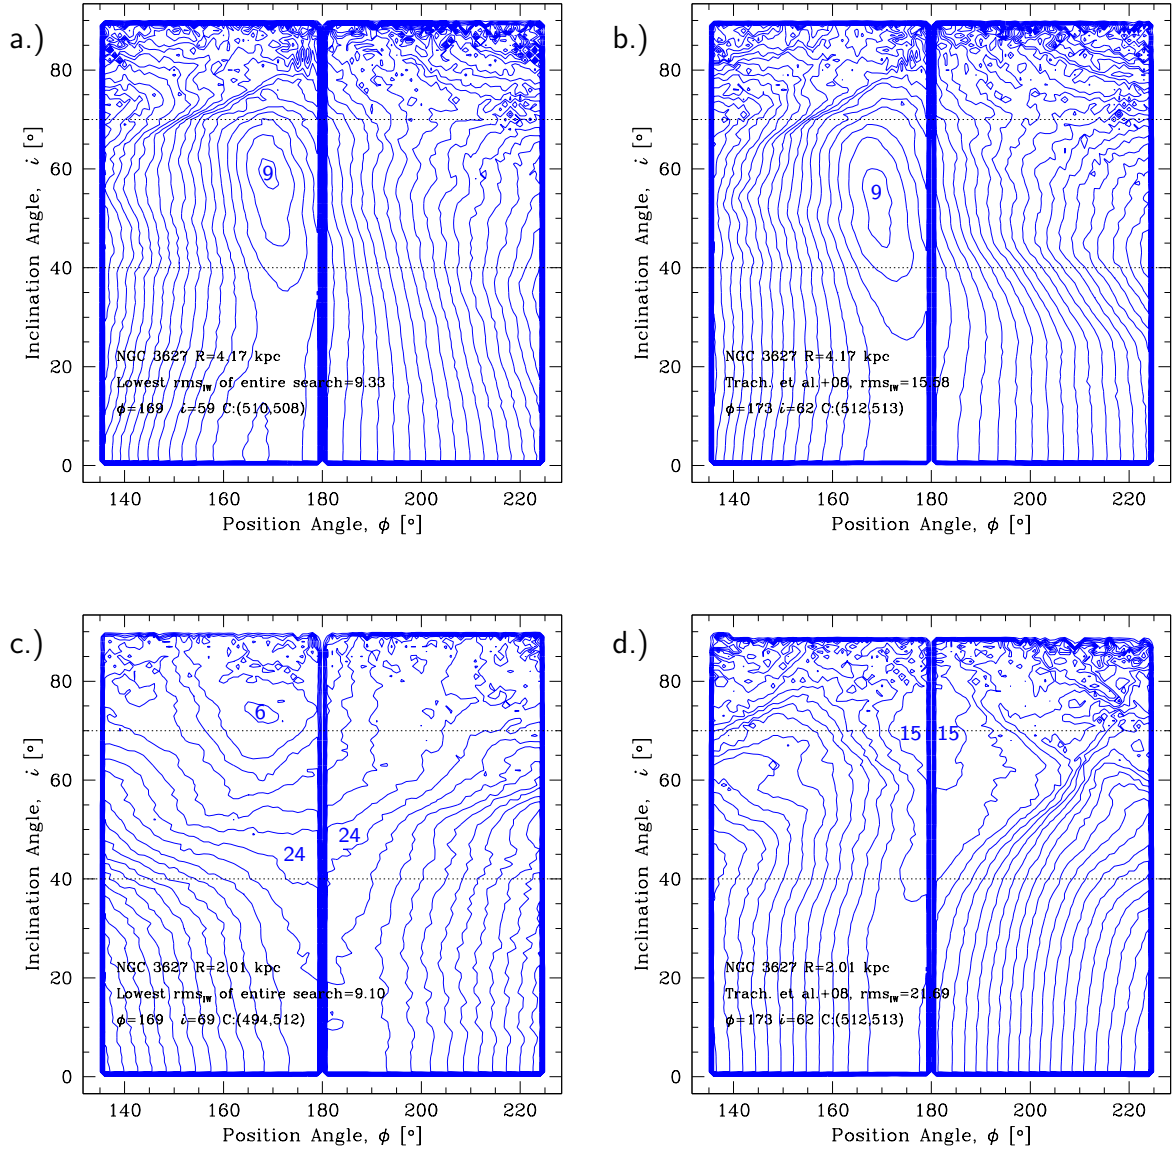 a.)
80
60
40
20
0
Inclination Angle, i [°]
9
NGC 3627 R=4.17 kpc
Lowest rms_IW of entire search=9.33
ϕ=169 i=59 C:(510,508)
140 160 180 200 220
Position Angle, ϕ [°]
b.)
80
60
40
20
0
Inclination Angle, i [°]
9
NGC 3627 R=4.17 kpc
Trach. et al.+08, rms_IW=15.58
ϕ=173 i=62 C:(512,513)
140 160 180 200 220
Position Angle, ϕ [°]
c.)
80
60
40
20
0
Inclination Angle, i [°]
6
24
24
NGC 3627 R=2.01 kpc
Lowest rms_IW of entire search=9.10
ϕ=169 i=69 C:(494,512)
140 160 180 200 220
Position Angle, ϕ [°]
d.)
80
60
40
20
0
Inclination Angle, i [°]
15 15
NGC 3627 R=2.01 kpc
Trach. et al.+08, rms_IW=21.69
ϕ=173 i=62 C:(512,513)
140 160 180 200 220
Position Angle, ϕ [°]